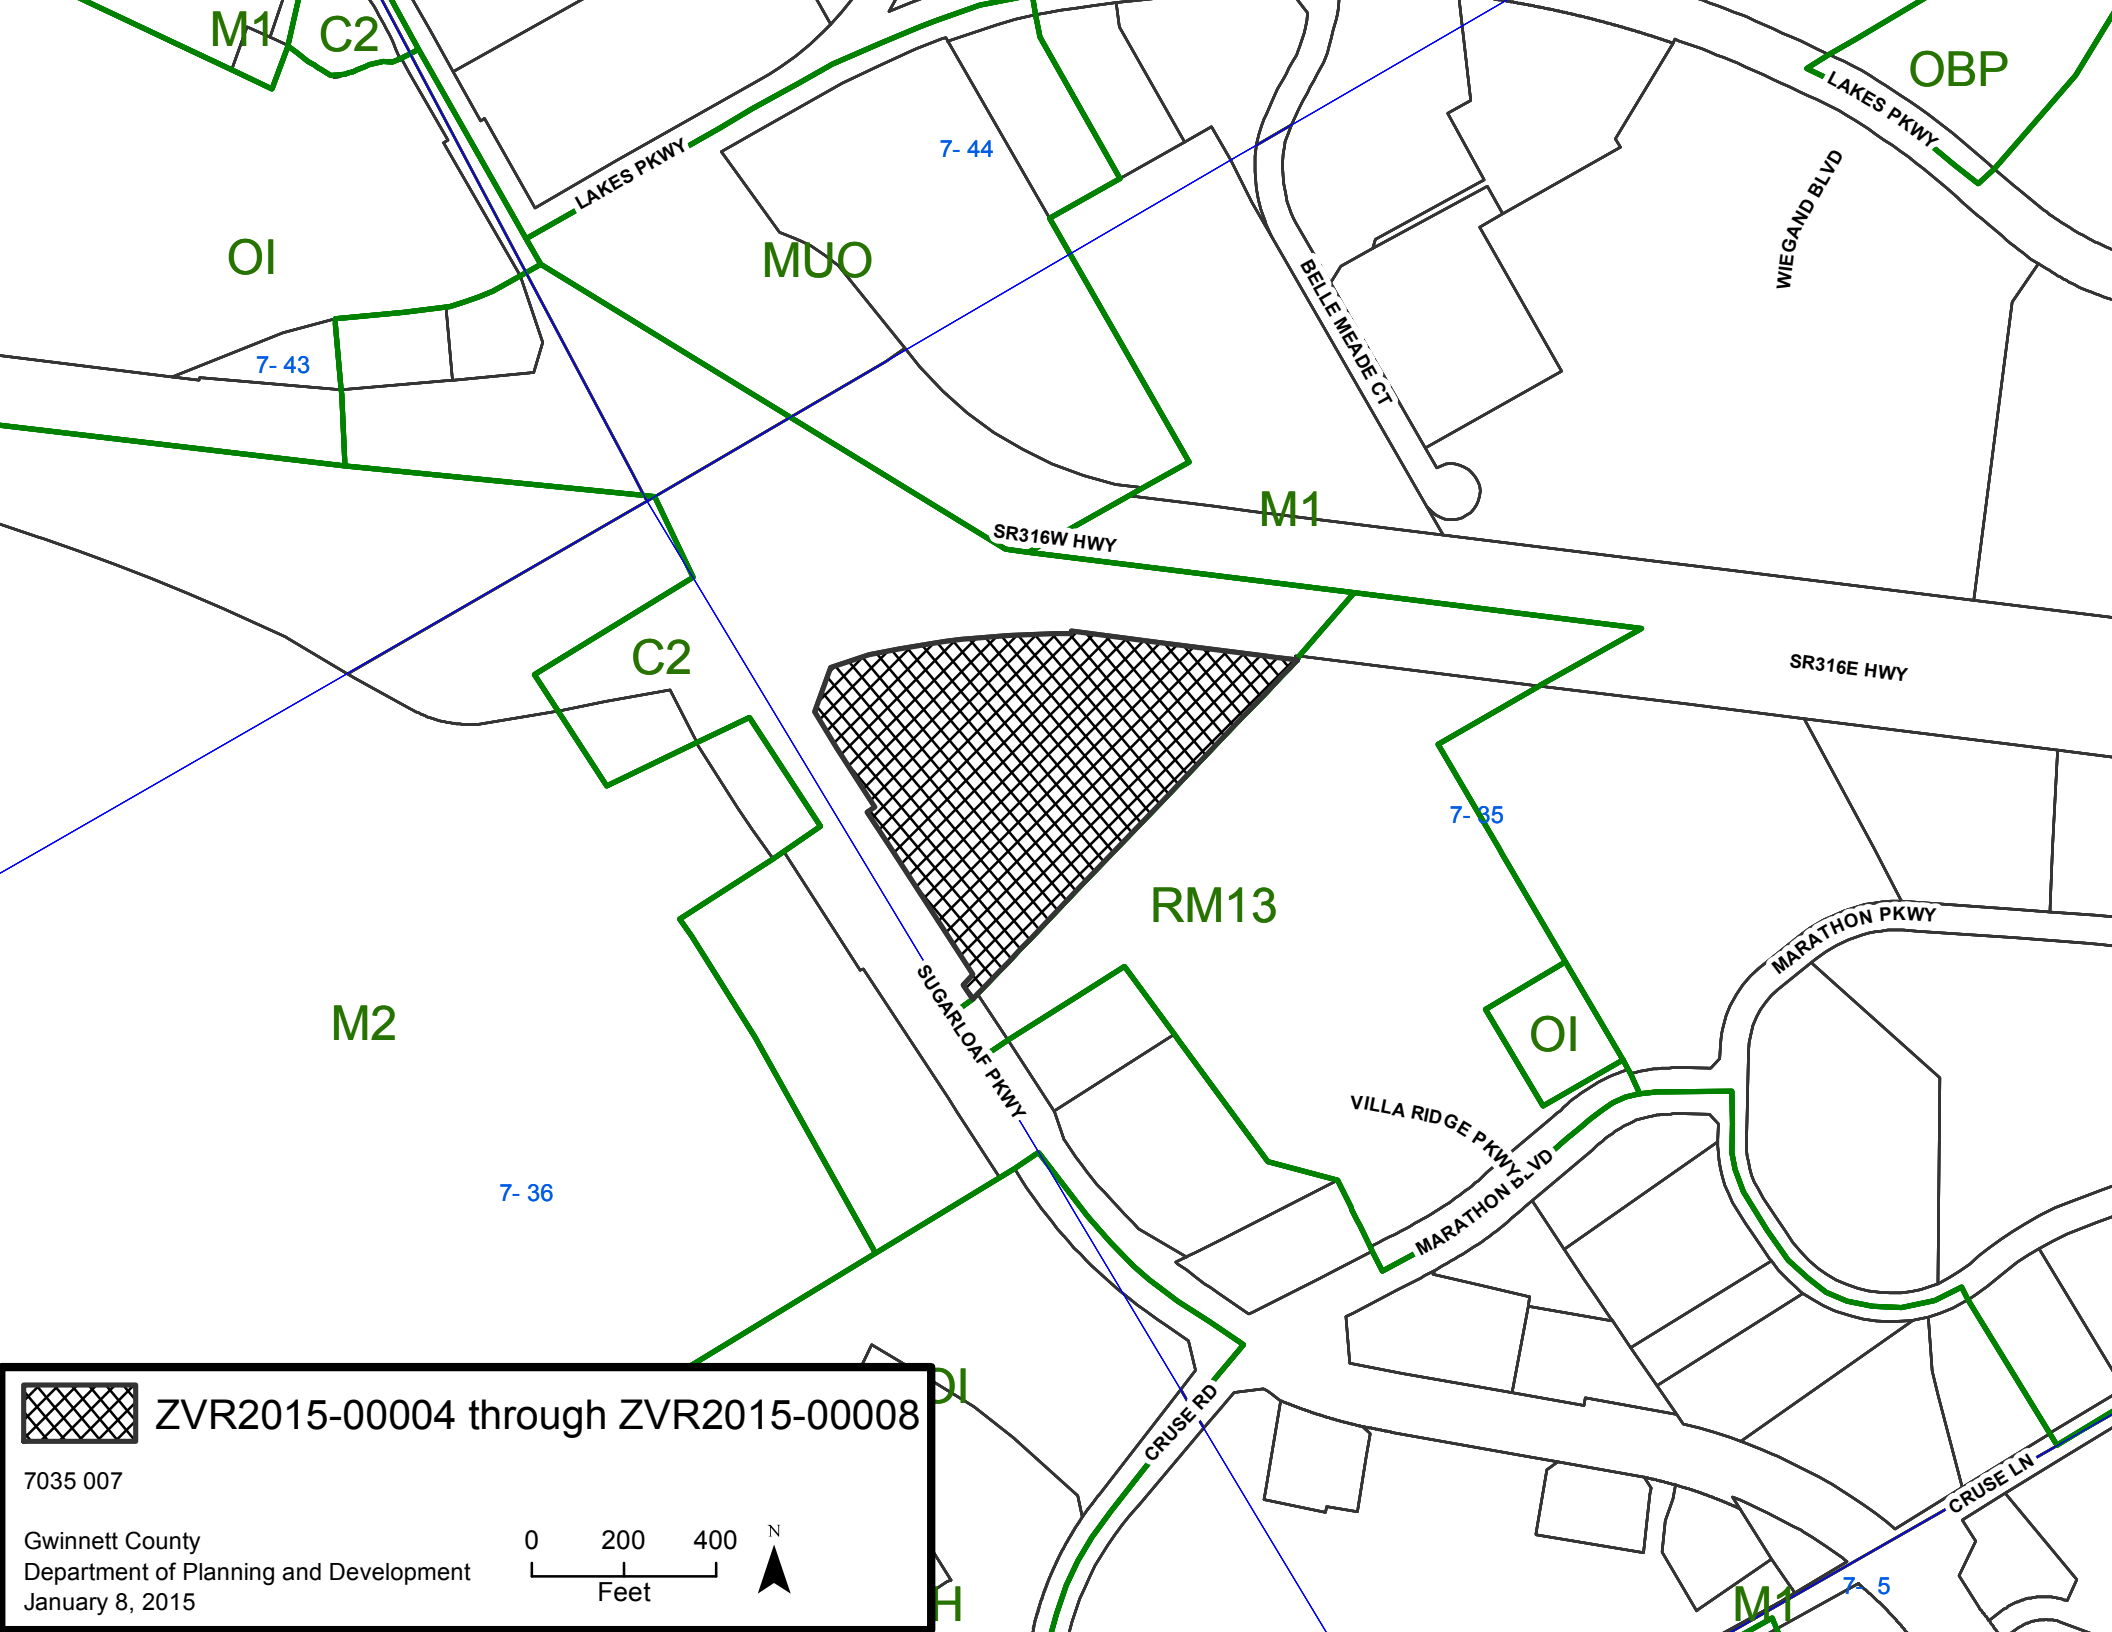 M1
C2
OBP
LAKES PKWY
7- 44
LAKES PKWY
WIEGAND BLVD
OI
MUO
BELLE MEADE CT
7- 43
M1
SR316W HWY
C2
SR316E HWY
7- 35
RM13
MARATHON PKWY
SUGARLOAF PKWY
M2
OI
VILLA RIDGE PKWY
MARATHON BLVD
7- 36
OI
CRUSE RD
CRUSE LN
7- 5
M1
H
ZVR2015-00004 through ZVR2015-00008
7035 007
Gwinnett County
Department of Planning and Development
January 8, 2015
0 200 400
Feet
N